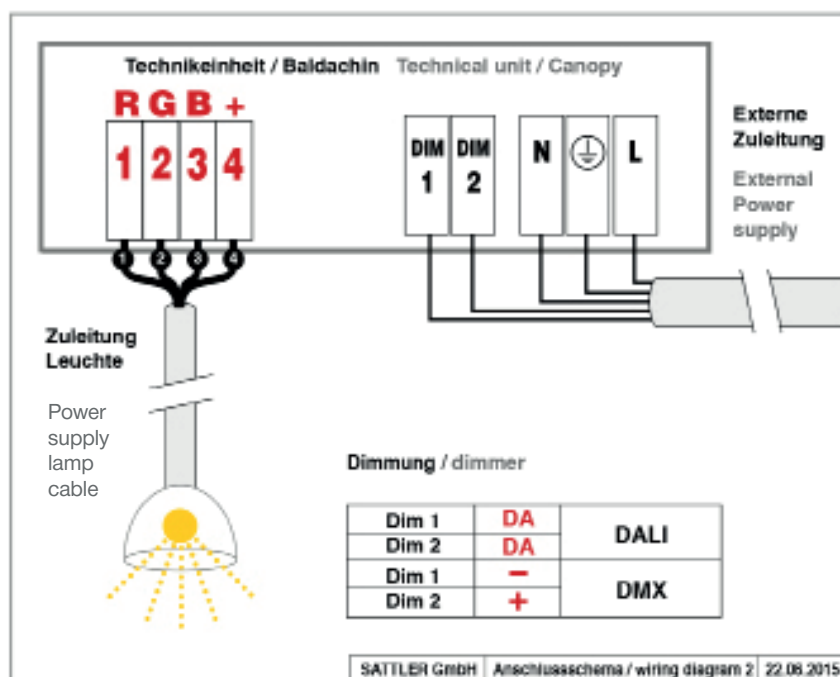 Technikeinheit / Baldachin Technical unit / Canopy
R G B +
1 2 3 4
DIM 1
DIM 2
N
L
1 2 3 4
Externe
Zuleitung
External
Power
supply
Zuleitung
Leuchte
Power
supply
lamp
cable
Dimmung / dimmer
Dim 1 DA
Dim 2 DA
DALI
Dim 1 −
Dim 2 +
DMX
SATTLER GmbH Anschlussschema / wiring diagram 2 22.06.2015